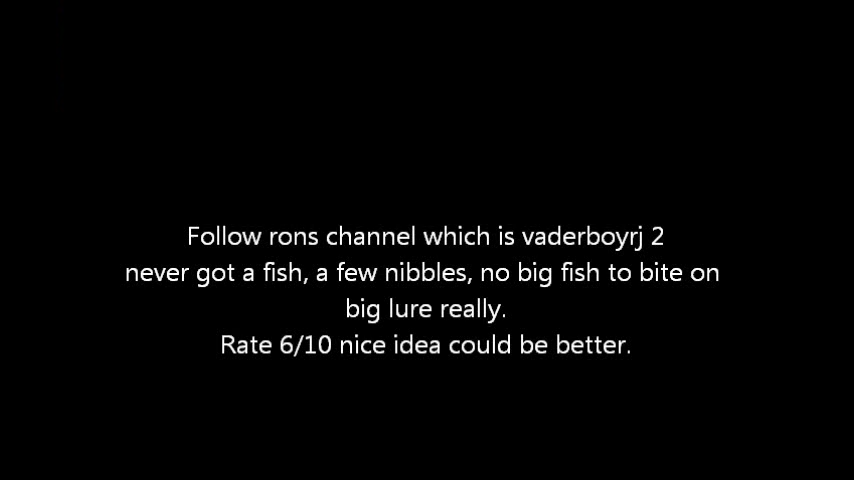 Follow rons channel which is vaderboyrj 2
never got a fish, a few nibbles, no big fish to bite on
big lure really.
Rate 6/10 nice idea could be better.